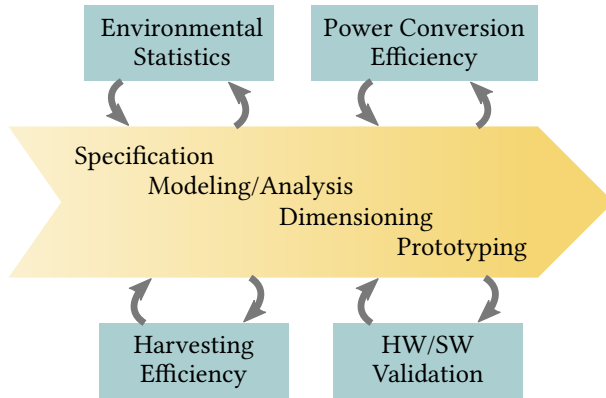 Environmental
Statistics
Power Conversion
Efficiency
Specification
Modeling/Analysis
Dimensioning
Prototyping
Harvesting
Efficiency
HW/SW
Validation